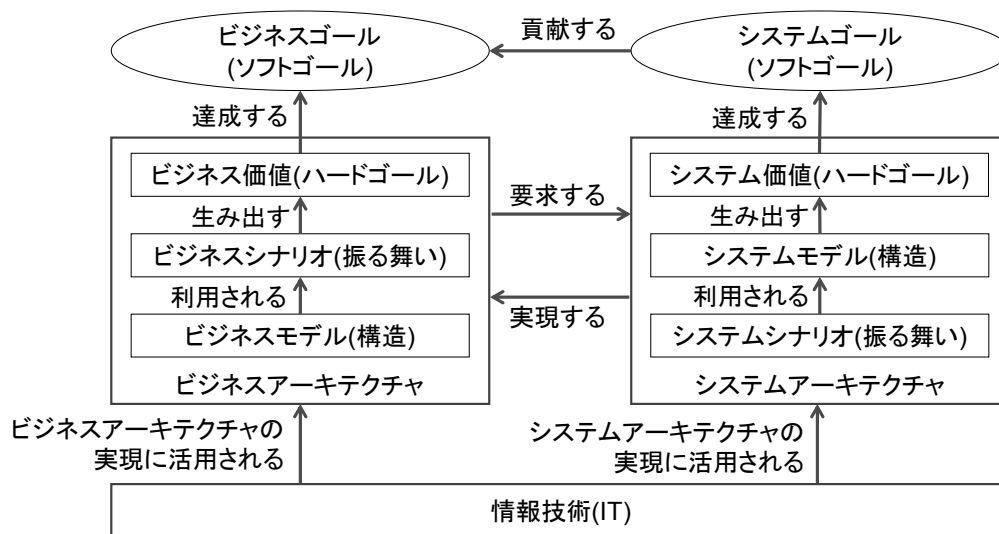 ビジネスゴール
(ソフトゴール)
貢献する
システムゴール
(ソフトゴール)
達成する
達成する
ビジネス価値(ハードゴール)
生み出す
ビジネスシナリオ(振る舞い)
利用される
ビジネスモデル(構造)
ビジネスアーキテクチャ
要求する
実現する
システム価値(ハードゴール)
生み出す
システムモデル(構造)
利用される
システムシナリオ(振る舞い)
システムアーキテクチャ
ビジネスアーキテクチャの
実現に活用される
システムアーキテクチャの
実現に活用される
情報技術(IT)